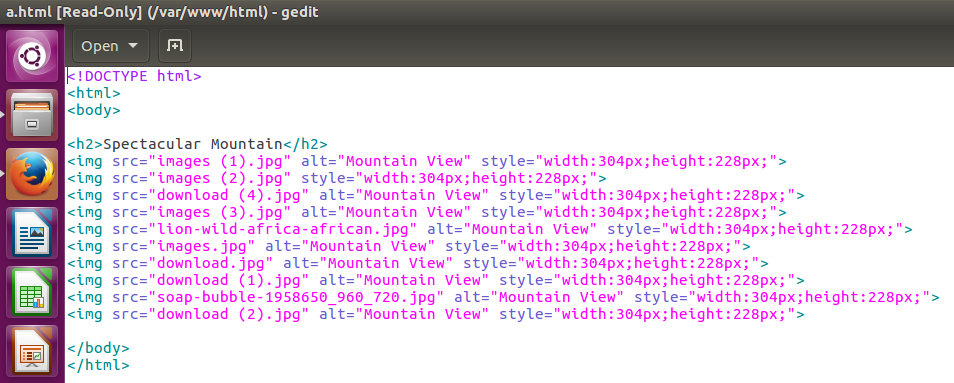 a.html [Read-Only] (/var/www/html) - gedit
Open
<!DOCTYPE html>
<html>
<body>
<h2>Spectacular Mountain</h2>
<img src="images (1).jpg" alt="Mountain View" style="width:304px;height:228px;">
<img src="images (2).jpg" style="width:304px;height:228px;">
<img src="download (4).jpg" alt="Mountain View" style="width:304px;height:228px;">
<img src="images (3).jpg" alt="Mountain View" style="width:304px;height:228px;">
<img src="lion-wild-africa-african.jpg" alt="Mountain View" style="width:304px;height:228px;">
<img src="images.jpg" alt="Mountain View" style="width:304px;height:228px;">
<img src="download.jpg" alt="Mountain View" style="width:304px;height:228px;">
<img src="download (1).jpg" alt="Mountain View" style="width:304px;height:228px;">
<img src="soap-bubble-1958650_960_720.jpg" alt="Mountain View" style="width:304px;height:228px;">
<img src="download (2).jpg" alt="Mountain View" style="width:304px;height:228px;">
</body>
</html>